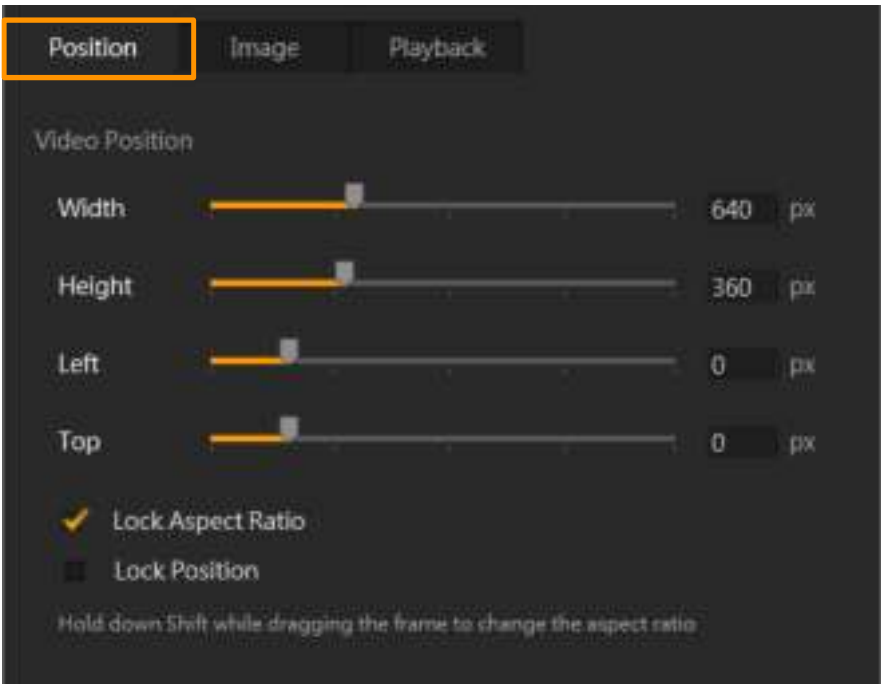 Position Image Playback
Video Position
Width 640 px
Height 360 px
Left 0 px
Top 0 px
Lock Aspect Ratio
Lock Position
Hold down Shift while dragging the frame to change the aspect ratio